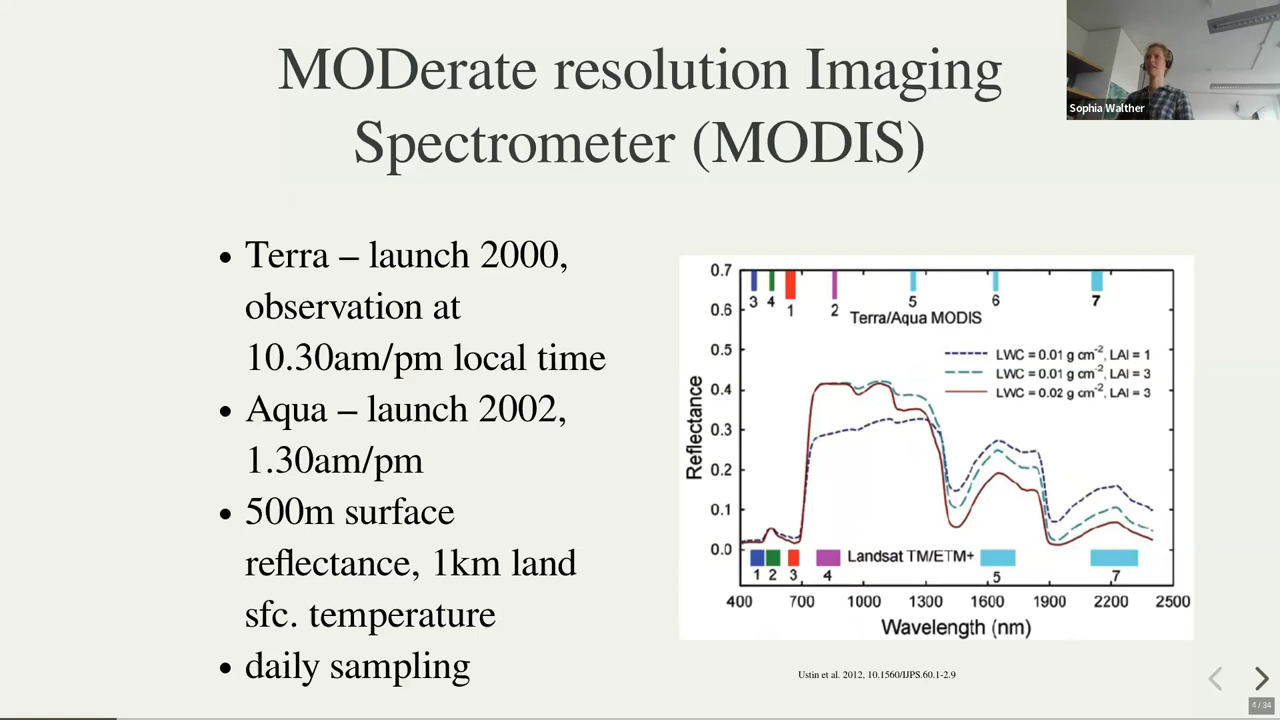 MODerate resolution Imaging
Spectrometer (MODIS)
Sophia Walther
• Terra – launch 2000,
observation at
10.30am/pm local time
• Aqua – launch 2002,
1.30am/pm
• 500m surface
reflectance, 1km land
sfc. temperature
• daily sampling
0.7
0.6
0.5
0.4
0.3
0.2
0.1
0.0
Reflectance
3 4 1 2 5 6 7
Terra/Aqua MODIS
LWC = 0.01 g cm-2, LAI = 1
LWC = 0.01 g cm-2, LAI = 3
LWC = 0.02 g cm-2, LAI = 3
Landsat TM/ETM+
1 2 3 4 5 7
400 700 1000 1300 1600 1900 2200 2500
Wavelength (nm)
Ustin et al. 2012, 10.1560/IJPS.60.1-2.9
4 / 34